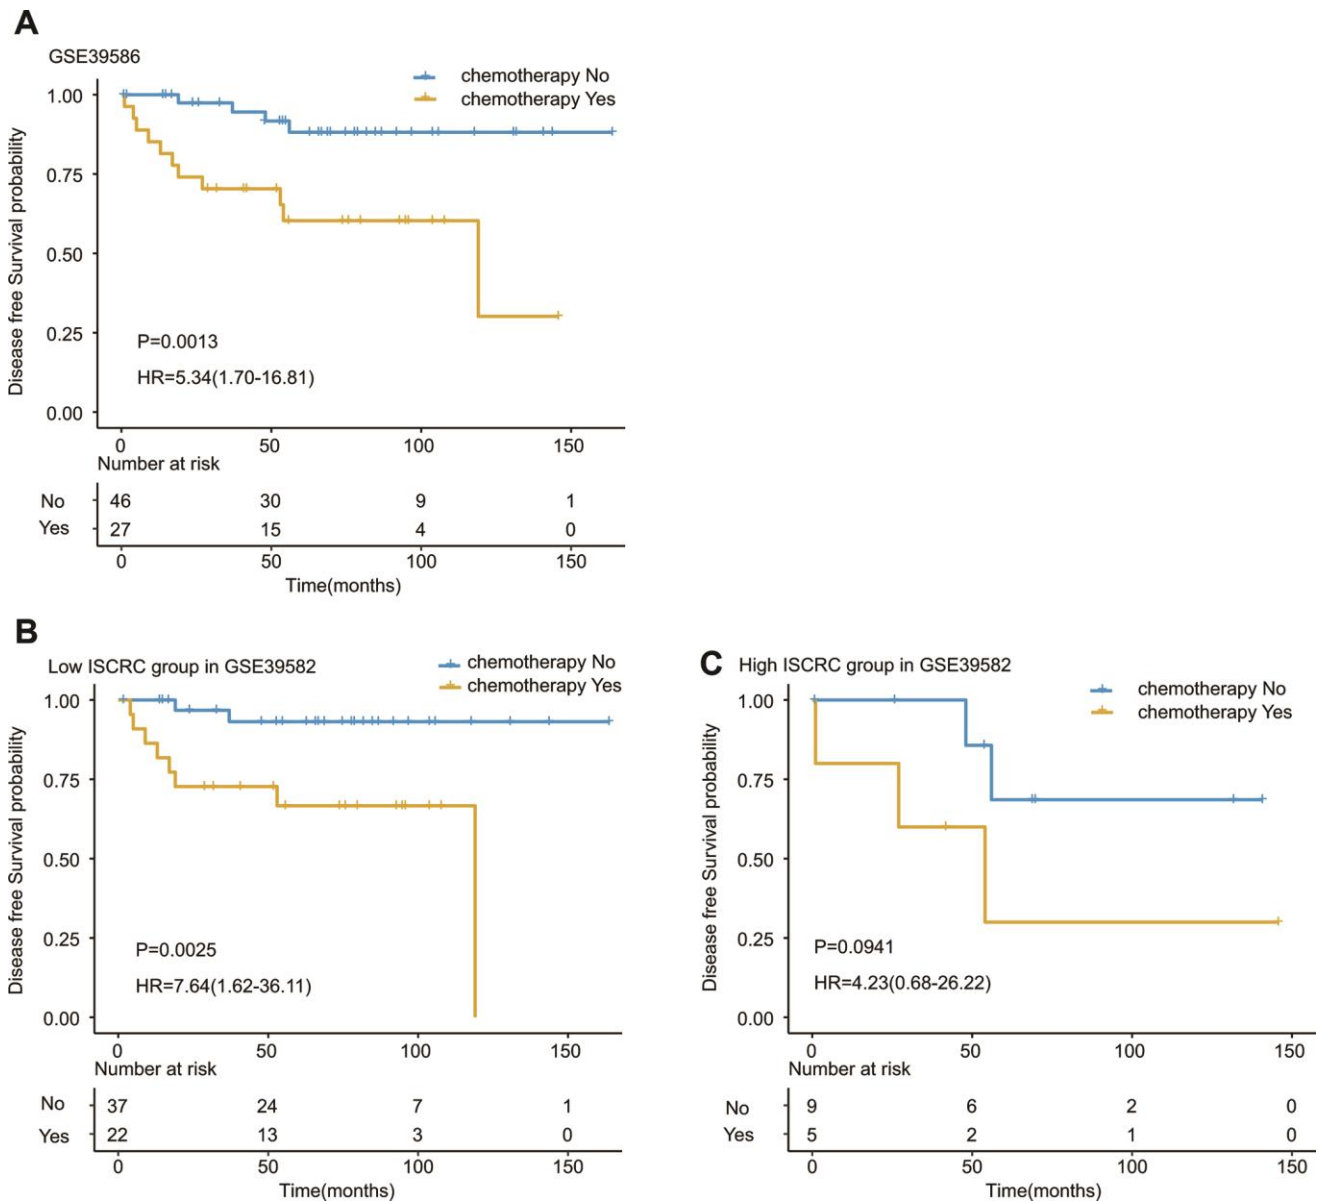 A
GSE39586
chemotherapy No
chemotherapy Yes
Disease free Survival probability
1.00
0.75
0.50
0.25
0.00
P=0.0013
HR=5.34(1.70-16.81)
0 50 100 150
Number at risk
No 46 30 9 1
Yes 27 15 4 0
0 50 100 150
Time(months)
B
Low ISCRC group in GSE39582
chemotherapy No
chemotherapy Yes
Disease free Survival probability
1.00
0.75
0.50
0.25
0.00
P=0.0025
HR=7.64(1.62-36.11)
0 50 100 150
Number at risk
No 37 24 7 1
Yes 22 13 3 0
0 50 100 150
Time(months)
C
High ISCRC group in GSE39582
chemotherapy No
chemotherapy Yes
Disease free Survival probability
1.00
0.75
0.50
0.25
0.00
P=0.0941
HR=4.23(0.68-26.22)
0 50 100 150
Number at risk
No 9 6 2 0
Yes 5 2 1 0
0 50 100 150
Time(months)